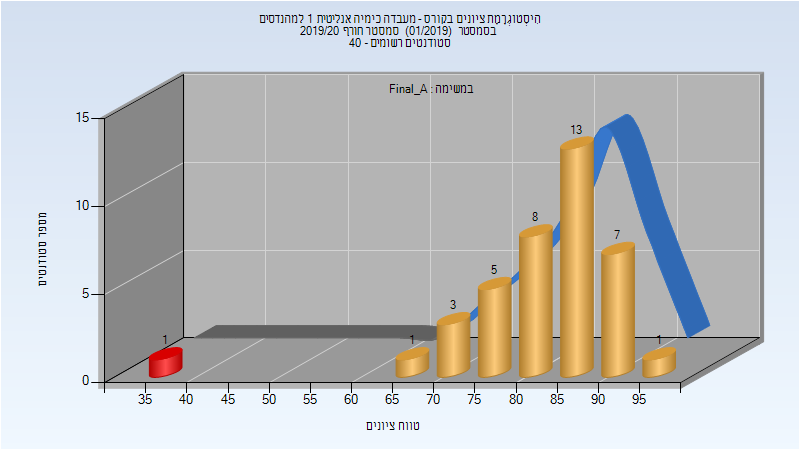 הִיסְטוֹגְרָמַת ציונים בקורס - מעבדה כימיה אנליטית 1 למהנדסים
בסמסטר (01/2019) סמסטר חורף 2019/20
סטודנטים רשומים - 40
במשימה : Final_A
מספר סטודנטים
15
10
5
0
1
1
3
5
8
13
7
1
35 40 45 50 55 60 65 70 75 80 85 90 95
טווח ציונים